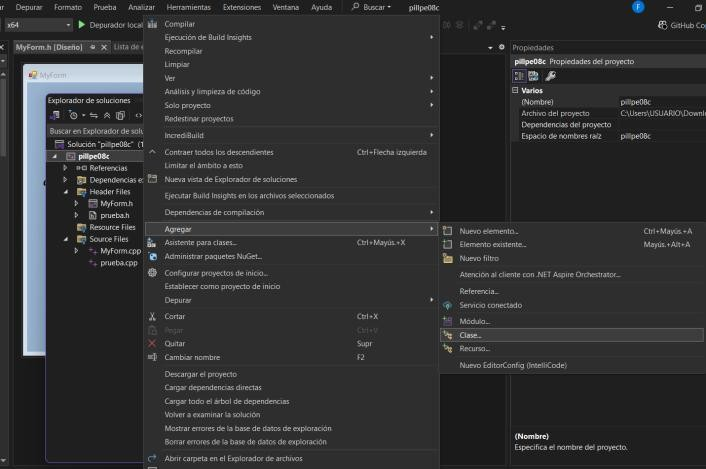 Depurar Formato Prueba Analizar Herramientas Extensiones Ventana Ayuda Buscar pillpe08c F
x64 Depurador local GitHub Co
MyForm.h [Diseño] Lista de
MyForm
Explorador de soluciones
Buscar en Explorador de solu
Solución "pillpe08c" (1
pillpe08c
Referencias
Dependencias e
Header Files
MyForm.h
prueba.h
Resource Files
Source Files
MyForm.cpp
prueba.cpp
Compilar
Ejecución de Build Insights
Recompilar
Limpiar
Ver
Análisis y limpieza de código
Solo proyecto
Redestinar proyectos
IncrediBuild
Contraer todos los descendientes Ctrl+Flecha izquierda
Limitar el ámbito a esto
Nueva vista de Explorador de soluciones
Ejecutar Build Insights en los archivos seleccionados
Dependencias de compilación
Agregar
Asistente para clases... Ctrl+Mayús.+X
Administrar paquetes NuGet...
Configurar proyectos de inicio...
Establecer como proyecto de inicio
Depurar
Cortar Ctrl+X
Pegar Ctrl+V
Quitar Supr
Cambiar nombre F2
Descargar el proyecto
Cargar dependencias directas
Cargar todo el árbol de dependencias
Volver a examinar la solución
Mostrar errores de la base de datos de exploración
Borrar errores de la base de datos de exploración
Abrir carpeta en el Explorador de archivos
Nuevo elemento... Ctrl+Mayús.+A
Elemento existente... Mayús.+Alt+A
Nuevo filtro
Atención al cliente con .NET Aspire Orchestrator...
Referencia...
Servicio conectado
Módulo...
Clase...
Recurso...
Nuevo EditorConfig (IntelliCode)
Propiedades
pillpe08c Propiedades del proyecto
Varios
(Nombre) pillpe08c
Archivo del proyecto C:\Users\USUARIO\Downlo
Dependencias del proyecto
Espacio de nombres raíz pillpe08c
(Nombre)
Especifica el nombre del proyecto.